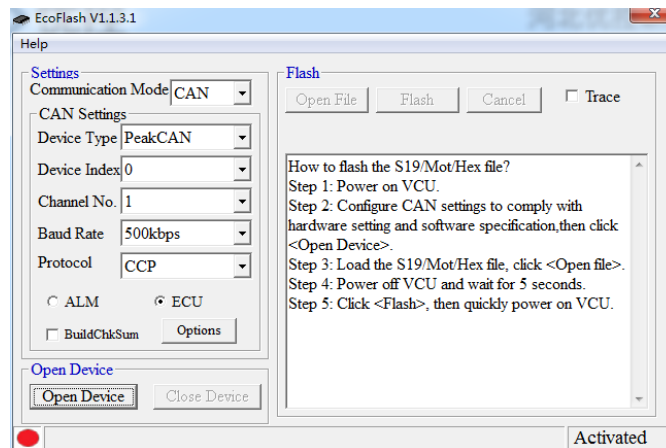 EcoFlash V1.1.3.1
Help
Settings
Communication Mode CAN
CAN Settings
Device Type PeakCAN
Device Index 0
Channel No. 1
Baud Rate 500kbps
Protocol CCP
ALM ECU
BuildChkSum Options
Open Device
Open Device Close Device
Flash
Open File Flash Cancel Trace
How to flash the S19/Mot/Hex file?
Step 1: Power on VCU.
Step 2: Configure CAN settings to comply with
hardware setting and software specification,then click
<Open Device>.
Step 3: Load the S19/Mot/Hex file, click <Open file>.
Step 4: Power off VCU and wait for 5 seconds.
Step 5: Click <Flash>, then quickly power on VCU.
Activated